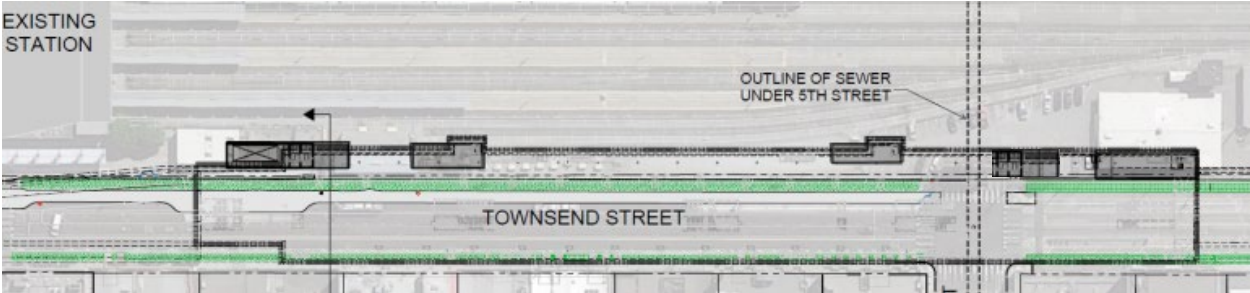 EXISTING
STATION
OUTLINE OF SEWER
UNDER 5TH STREET
TOWNSEND STREET